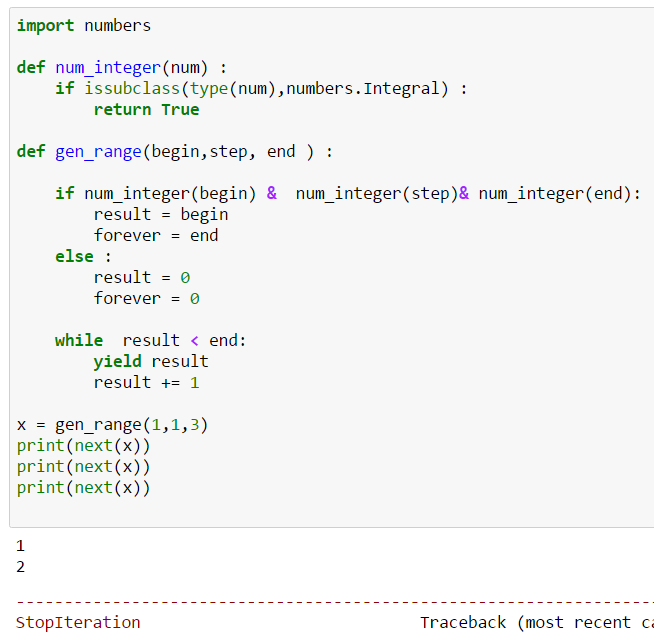 import numbers
def num_integer(num) :
    if issubclass(type(num),numbers.Integral) :
        return True
def gen_range(begin,step, end ) :
    if num_integer(begin) &  num_integer(step)& num_integer(end):
        result = begin
        forever = end
    else :
        result = 0
        forever = 0
    while  result < end:
        yield result
        result += 1
x = gen_range(1,1,3)
print(next(x))
print(next(x))
print(next(x))
1
2
---------------------------------------------------------------------------
StopIteration                             Traceback (most recent ca